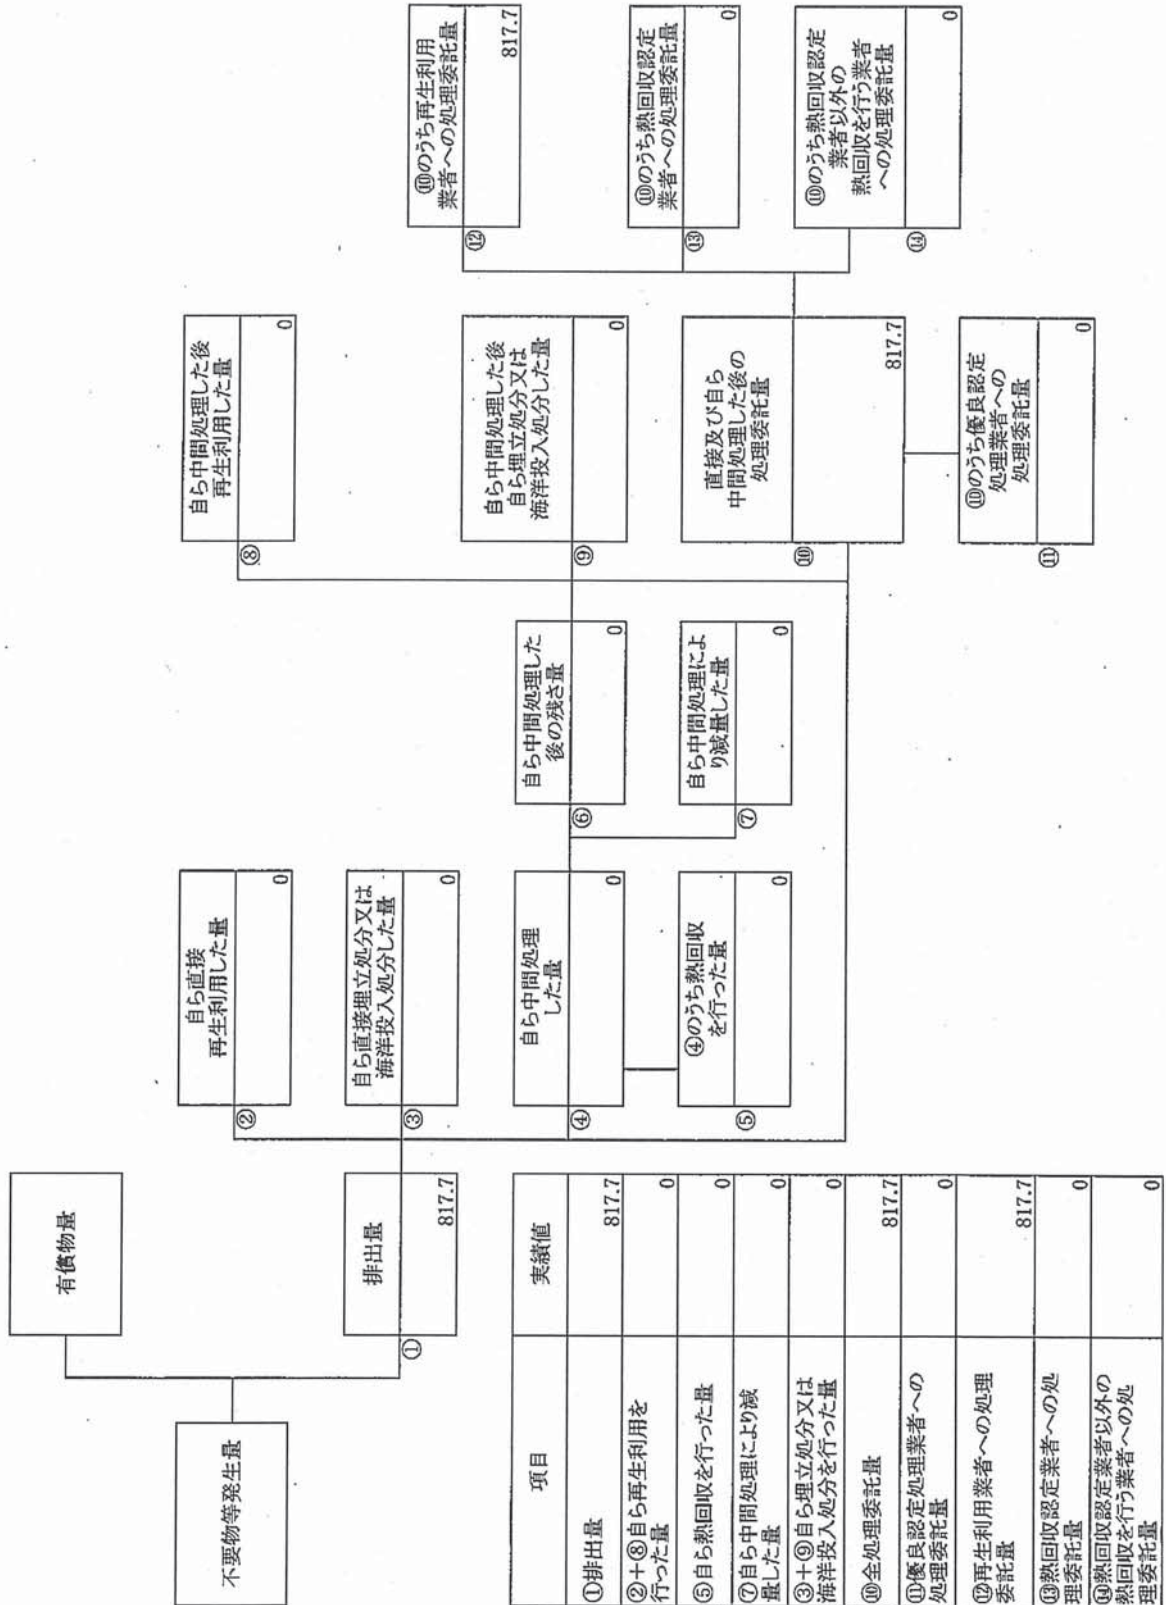 不要物等発生量
有償物量
排出量
①
817.7
自ら直接
再生利用した量
②
0
自ら直接埋立処分又は
海洋投入処分した量
③
0
自ら中間処理
した量
④
0
④のうち熱回収
を行った量
⑤
0
自ら中間処理した
後の残さ量
⑥
0
自ら中間処理によ
り減量した量
⑦
0
自ら中間処理した後
再生利用した量
⑧
0
自ら中間処理した後
自ら埋立処分又は
海洋投入処分した量
⑨
0
直接及び自ら
中間処理した後の
処理委託量
⑩
817.7
⑩のうち優良認定
処理業者への
処理委託量
⑪
0
⑩のうち再生利用
業者への処理委託量
⑫
817.7
⑩のうち熱回収認定
業者への処理委託量
⑬
0
⑩のうち熱回収認定
業者以外の
熱回収を行う業者
への処理委託量
⑭
0
項目 実績値
①排出量 817.7
②+⑧自ら再生利用を
行った量 0
⑤自ら熱回収を行った量 0
⑦自ら中間処理により減
量した量 0
③+⑨自ら埋立処分又は
海洋投入処分を行った量 0
⑩全処理委託量 817.7
⑪優良認定処理業者への
処理委託量 0
⑫再生利用業者への処理
委託量 817.7
⑬熱回収認定業者への処
理委託量 0
⑭熱回収認定業者以外の
熱回収を行う業者への処
理委託量 0